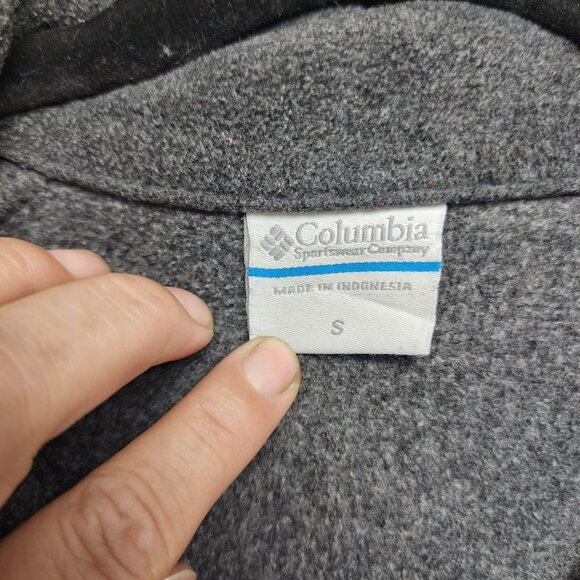 Columbia
Sportswear Company
MADE IN INDONESIA
S